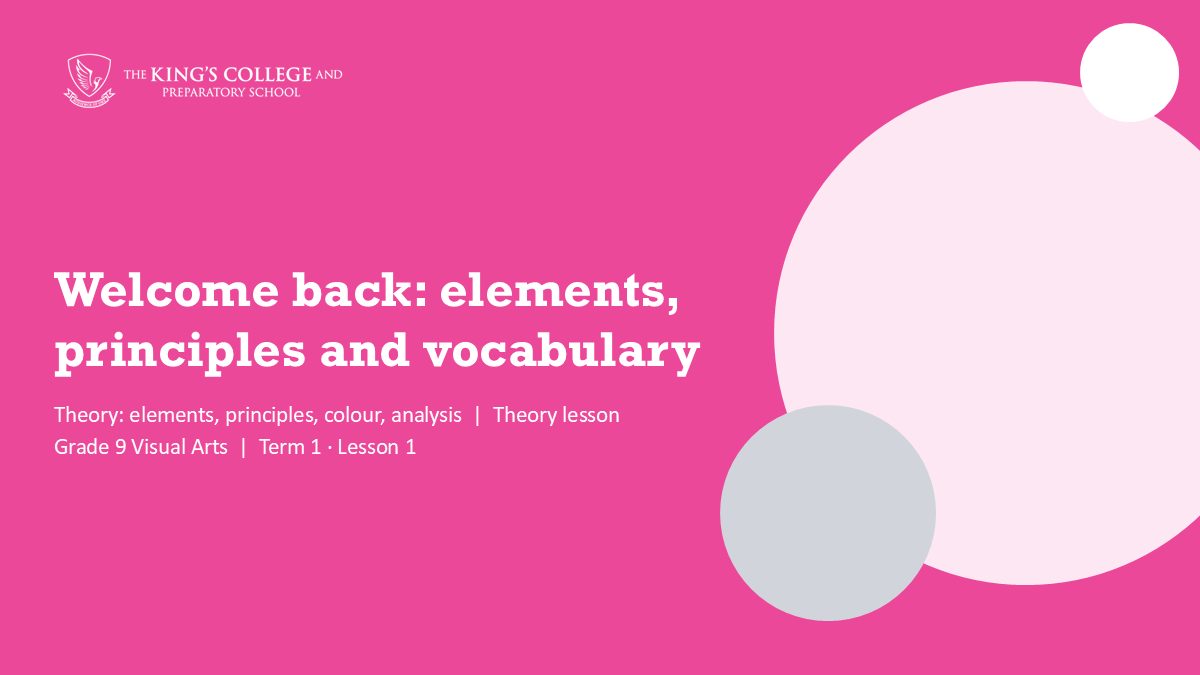 THE KING'S COLLEGE AND
PREPARATORY SCHOOL
Welcome back: elements,
principles and vocabulary
Theory: elements, principles, colour, analysis | Theory lesson
Grade 9 Visual Arts | Term 1 · Lesson 1